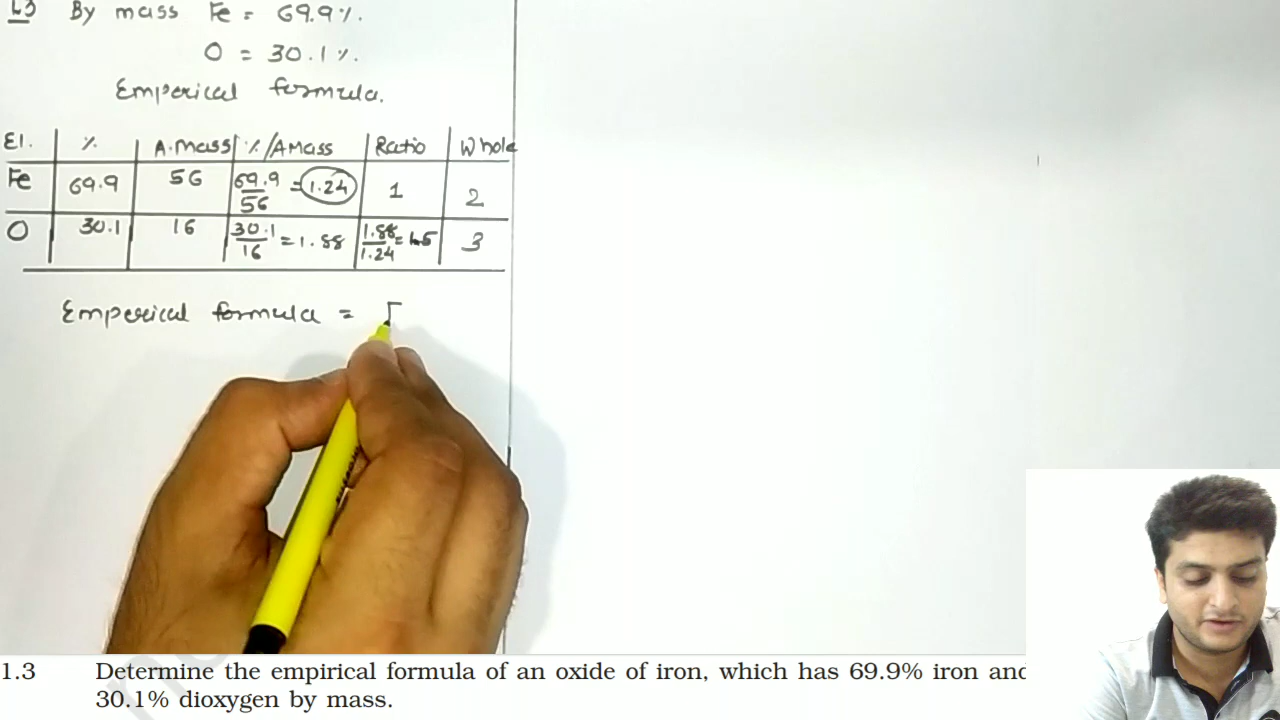 1.3 By mass Fe = 69.9%.
O = 30.1%.
Emperical formula.
El. % A.Mass %/AMass Ratio Whole
Fe 69.9 56 69.9/56 = 1.24 1 2
O 30.1 16 30.1/16 = 1.88 1.88/1.24 = 1.5 3
Emperical formula =
1.3 Determine the empirical formula of an oxide of iron, which has 69.9% iron and
30.1% dioxygen by mass.